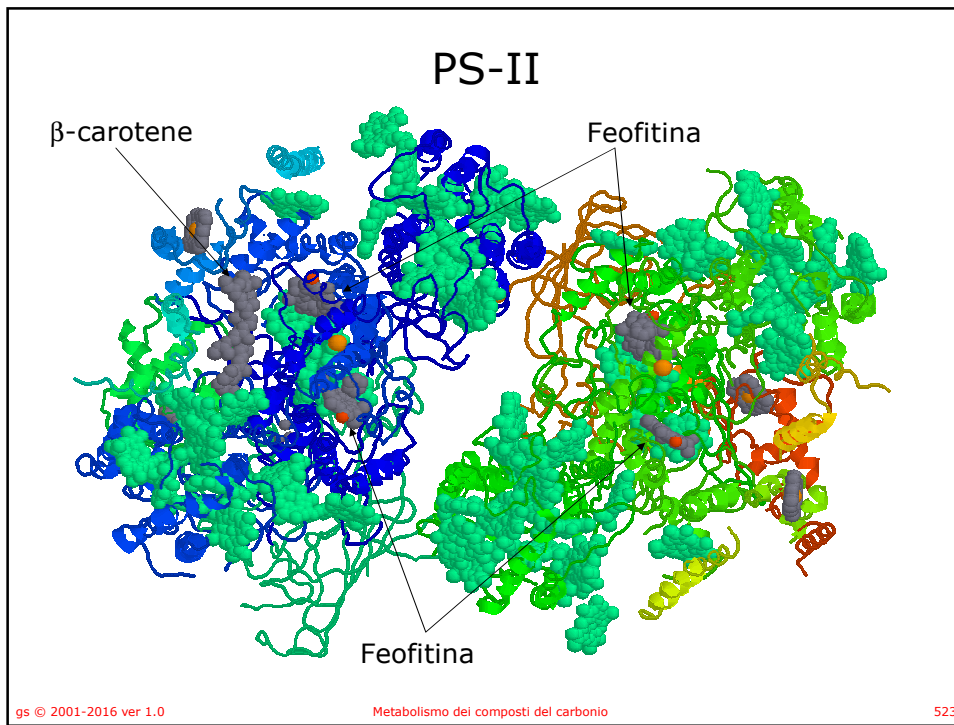 PS-II
β-carotene
Feofitina
Feofitina
gs © 2001-2016 ver 1.0
Metabolismo dei composti del carbonio
523